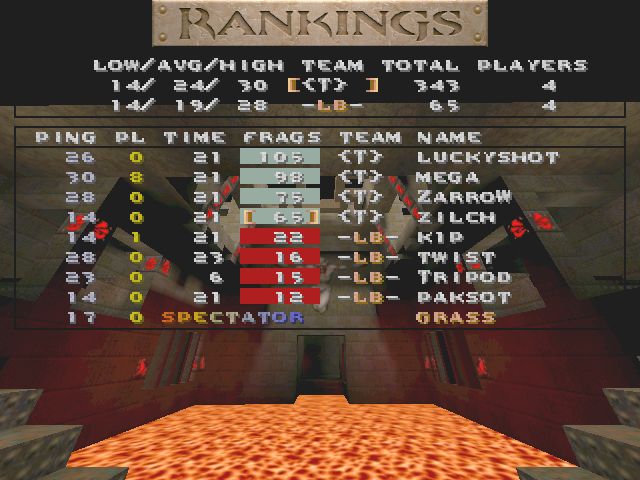 RANKINGS
LOW/AVG/HIGH TEAM TOTAL PLAYERS
14/ 24/ 30 [{T} ] 343 4
14/ 19/ 28 -LB- 65 4
PING PL TIME FRAGS TEAM NAME
26 0 21 105 {T} LUCKYSHOT
30 8 21 98 {T} MEGA
28 0 21 75 {T} ZARROW
14 0 21 [ 65] {T} ZILCH
14 1 21 22 -LB- KIP
28 0 23 16 -LB- TWIST
23 0 6 15 -LB- TRIPOD
14 0 21 12 -LB- PAKSOT
17 0 SPECTATOR GRASS